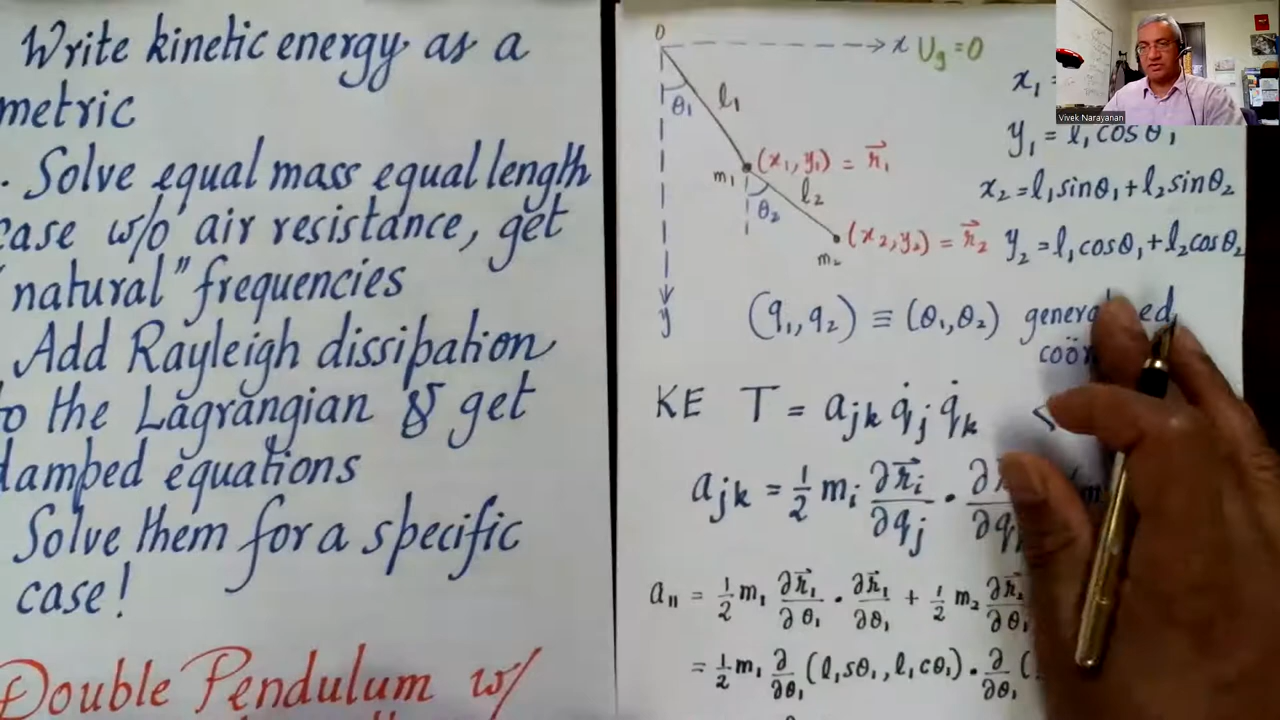 Write kinetic energy as a
metric
. Solve equal mass equal length
case w/o air resistance, get
"natural" frequencies
Add Rayleigh dissipation
to the Lagrangian & get
damped equations
Solve them for a specific
case!
Double Pendulum w/
0
x U_g = 0
θ₁
l₁
m₁
(x₁, y₁) = r⃗₁
l₂
θ₂
(x₂, y₂) = r⃗₂
m₂
y
x₁ =
y₁ = l₁ cos θ₁
x₂ = l₁ sin θ₁ + l₂ sin θ₂
y₂ = l₁ cos θ₁ + l₂ cos θ₂
(q₁, q₂) ≡ (θ₁, θ₂)
KE T = a_jk q̇_j q̇_k
a_jk = ½ m_i ∂r⃗_i/∂q_j ·
a₁₁ = ½ m₁ ∂r⃗₁/∂θ₁ · ∂r⃗₁/∂θ₁ + ½ m₂ ∂r⃗₂/∂θ₁
= ½ m₁ ∂/∂θ₁ (l₁sθ₁, l₁cθ₁) · ∂/∂θ₁ (
Vivek Narayanan